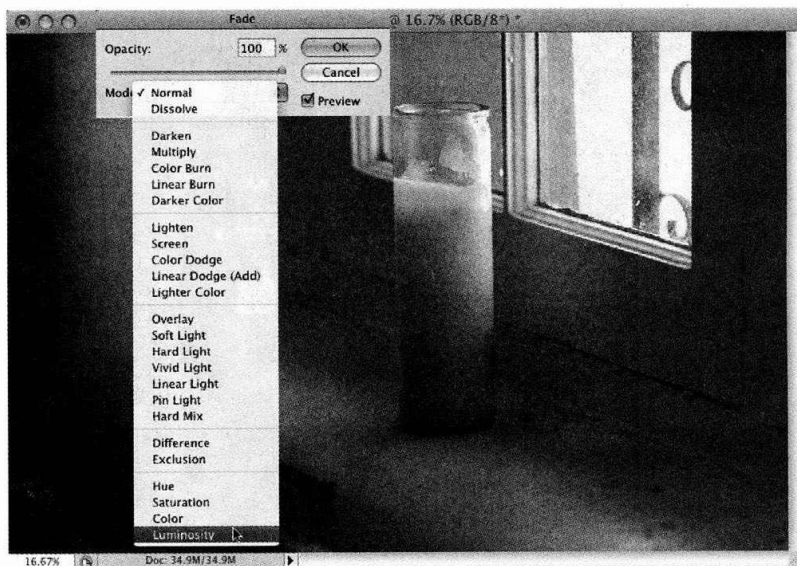 Fade
@ 16.7% (RGB/8*) *
Opacity: 100 % OK
Cancel
Mod ✓ Normal
Preview
Dissolve
Darken
Multiply
Color Burn
Linear Burn
Darker Color
Lighten
Screen
Color Dodge
Linear Dodge (Add)
Lighter Color
Overlay
Soft Light
Hard Light
Vivid Light
Linear Light
Pin Light
Hard Mix
Difference
Exclusion
Hue
Saturation
Color
Luminosity
16.67% Doc: 34.9M/34.9M